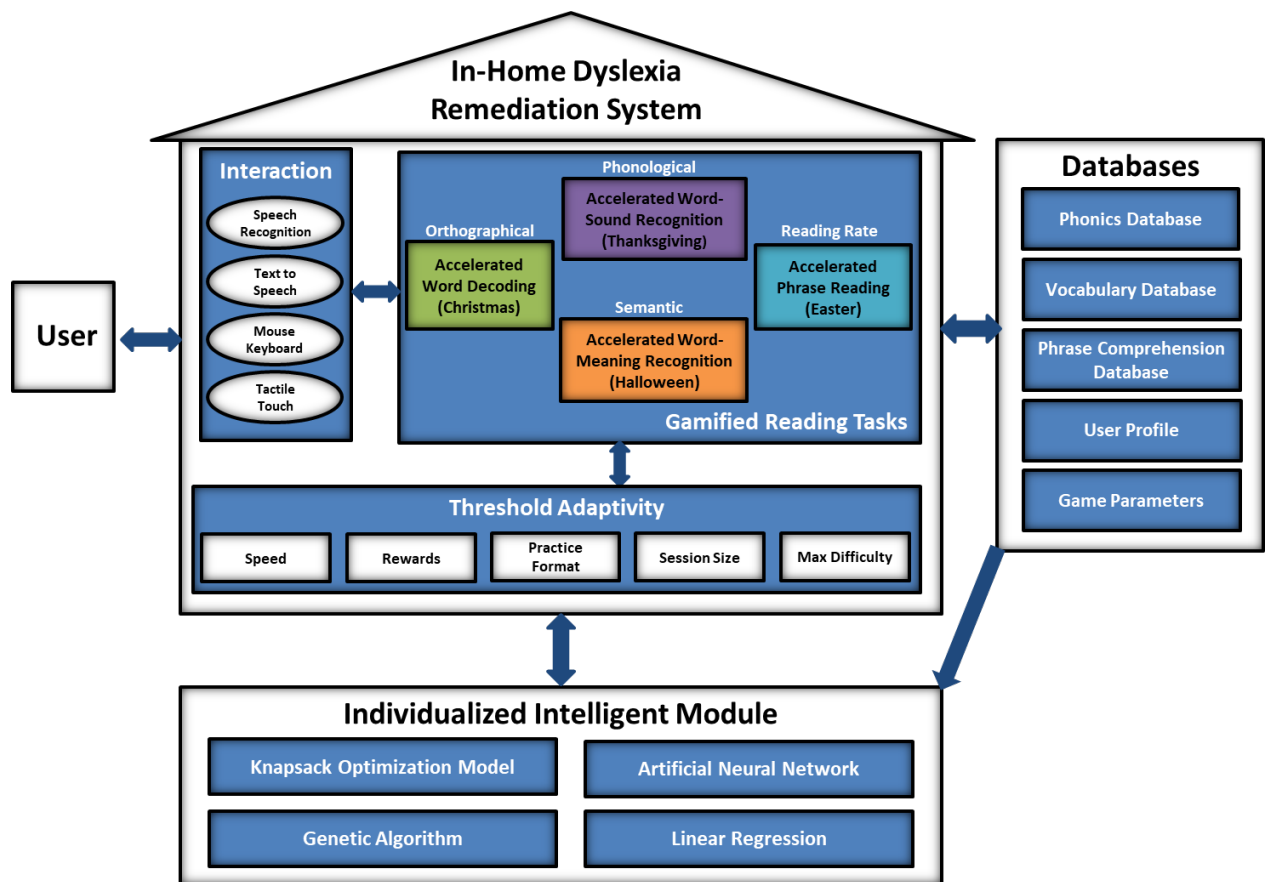 In-Home Dyslexia
Remediation System
Interaction
Speech
Recognition
Text to
Speech
Mouse
Keyboard
Tactile
Touch
Phonological
Accelerated Word-
Sound Recognition
(Thanksgiving)
Orthographical
Accelerated
Word Decoding
(Christmas)
Reading Rate
Accelerated
Phrase Reading
(Easter)
Semantic
Accelerated Word-
Meaning Recognition
(Halloween)
Gamified Reading Tasks
User
Threshold Adaptivity
Speed
Rewards
Practice
Format
Session Size
Max Difficulty
Databases
Phonics Database
Vocabulary Database
Phrase Comprehension
Database
User Profile
Game Parameters
Individualized Intelligent Module
Knapsack Optimization Model
Artificial Neural Network
Genetic Algorithm
Linear Regression